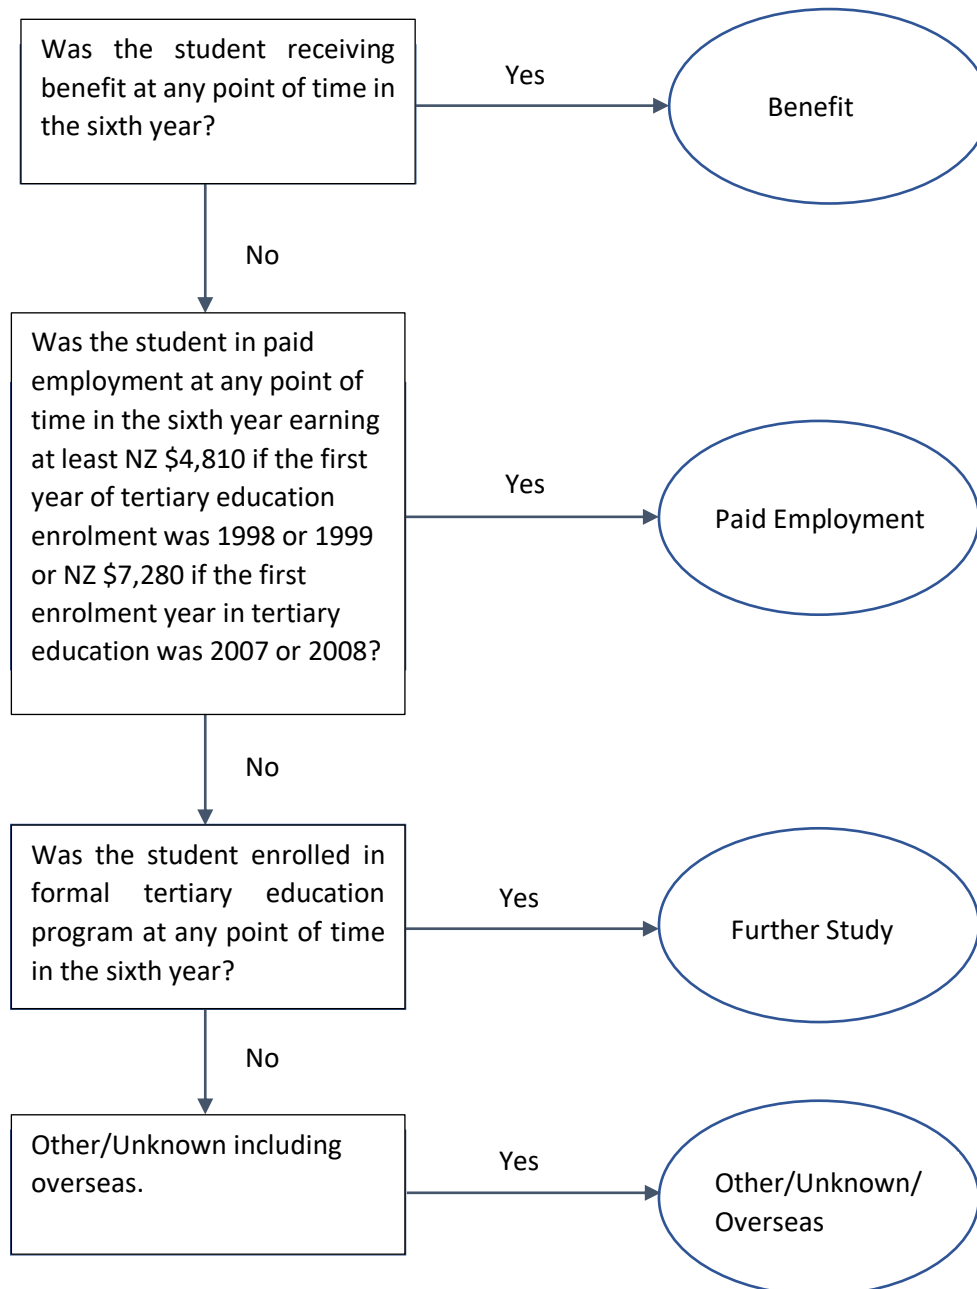 Was the student receiving
benefit at any point of time in
the sixth year?
Yes
Benefit
No
Was the student in paid
employment at any point of
time in the sixth year earning
at least NZ $4,810 if the first
year of tertiary education
enrolment was 1998 or 1999
or NZ $7,280 if the first
enrolment year in tertiary
education was 2007 or 2008?
Yes
Paid Employment
No
Was the student enrolled in
formal tertiary education
program at any point of time
in the sixth year?
Yes
Further Study
No
Other/Unknown including
overseas.
Yes
Other/Unknown/
Overseas